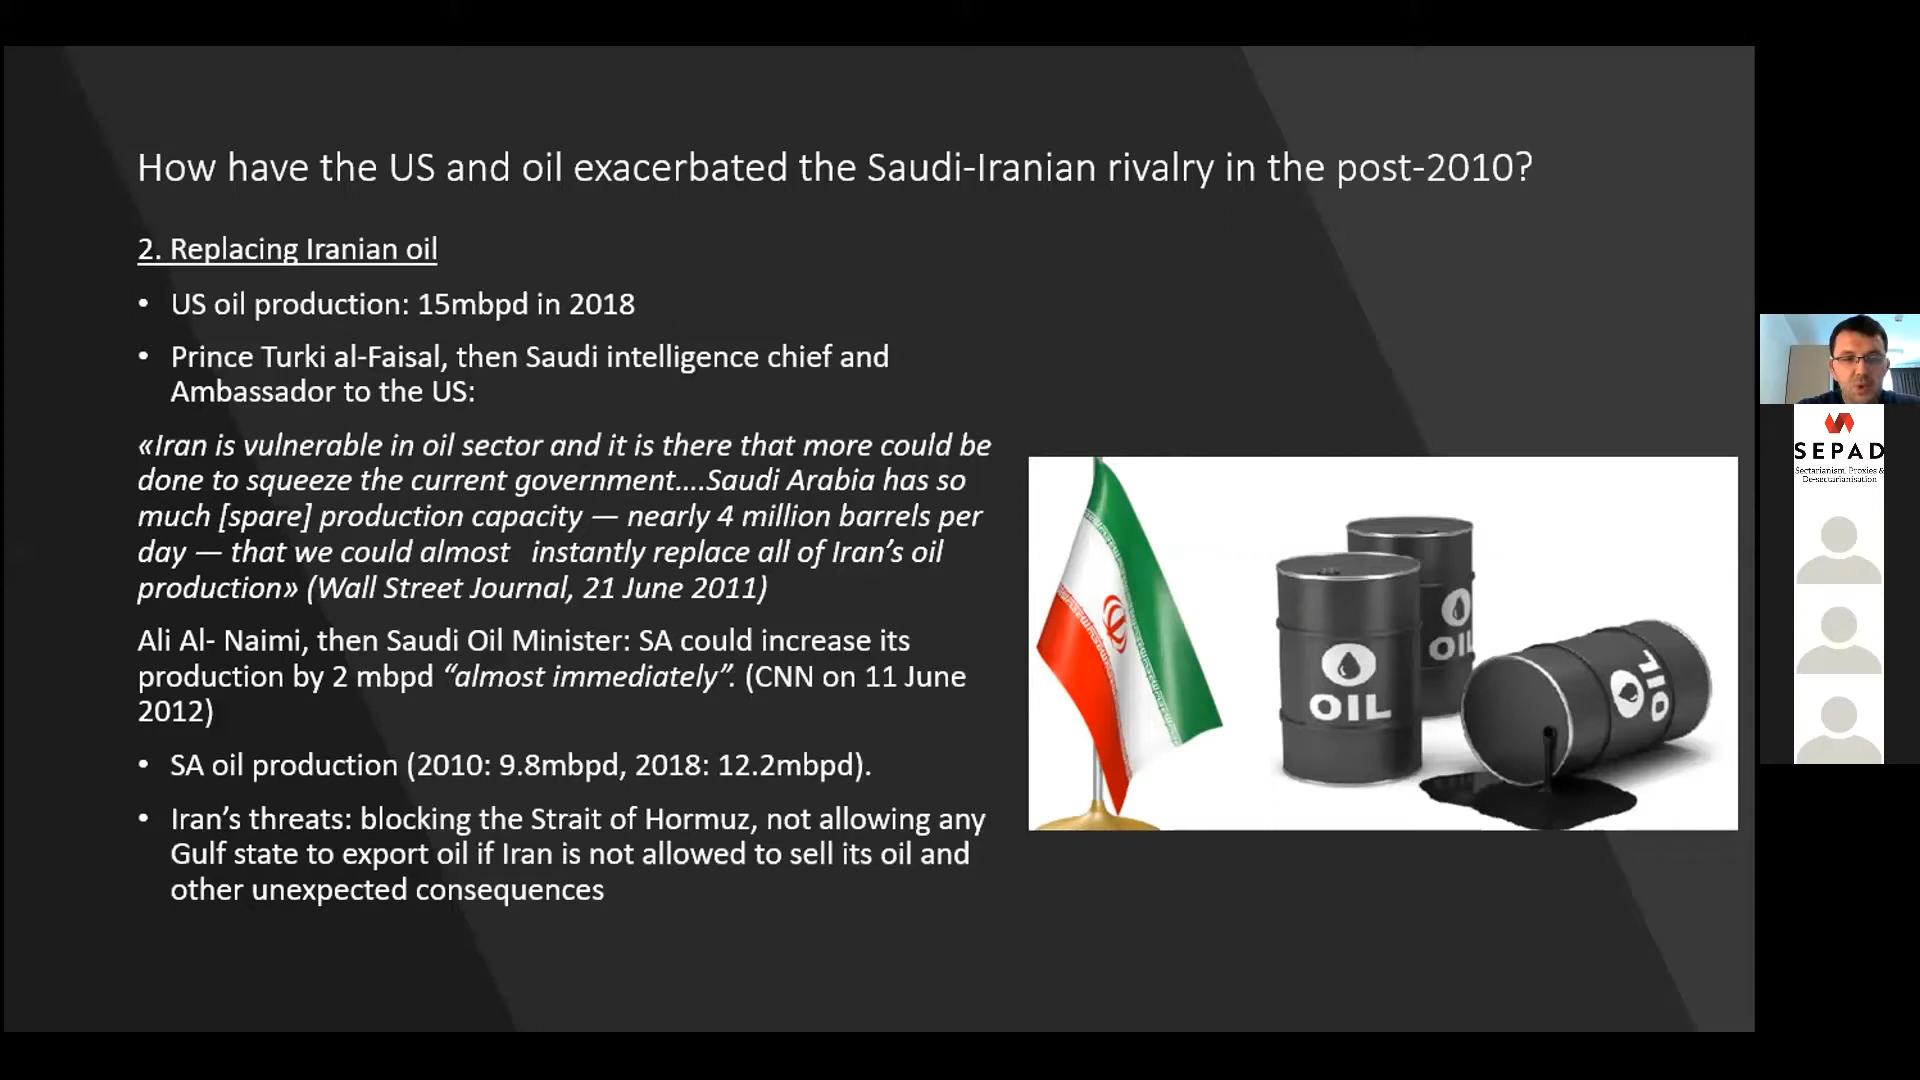 How have the US and oil exacerbated the Saudi-Iranian rivalry in the post-2010?
2. Replacing Iranian oil
• US oil production: 15mbpd in 2018
• Prince Turki al-Faisal, then Saudi intelligence chief and
Ambassador to the US:
«Iran is vulnerable in oil sector and it is there that more could be
done to squeeze the current government....Saudi Arabia has so
much [spare] production capacity — nearly 4 million barrels per
day — that we could almost instantly replace all of Iran's oil
production» (Wall Street Journal, 21 June 2011)
Ali Al- Naimi, then Saudi Oil Minister: SA could increase its
production by 2 mbpd “almost immediately”. (CNN on 11 June
2012)
• SA oil production (2010: 9.8mbpd, 2018: 12.2mbpd).
• Iran's threats: blocking the Strait of Hormuz, not allowing any
Gulf state to export oil if Iran is not allowed to sell its oil and
other unexpected consequences
OIL
OIL
OIL
SEPAD
Sectarianism, Proxies &
De-sectarianisation